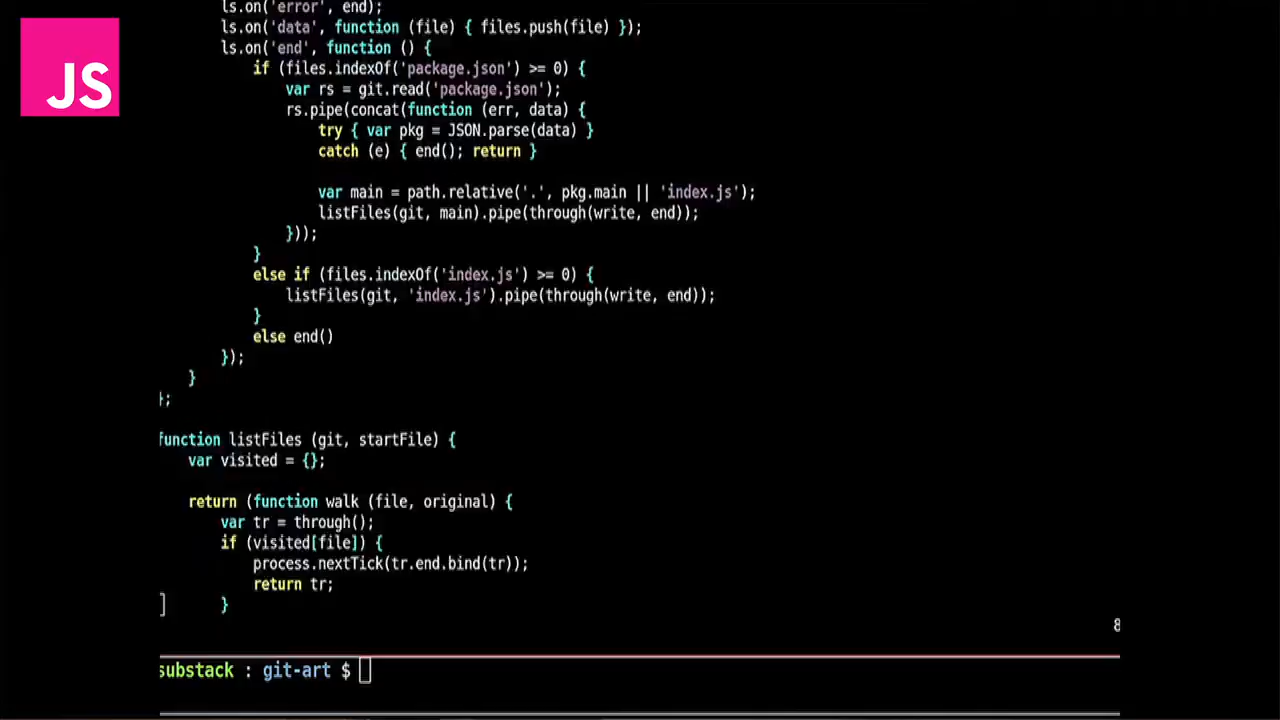 JS
ls.on('error', end);
ls.on('data', function (file) { files.push(file) });
ls.on('end', function () {
if (files.indexOf('package.json') >= 0) {
var rs = git.read('package.json');
rs.pipe(concat(function (err, data) {
try { var pkg = JSON.parse(data) }
catch (e) { end(); return }
var main = path.relative('.', pkg.main || 'index.js');
listFiles(git, main).pipe(through(write, end));
}));
}
else if (files.indexOf('index.js') >= 0) {
listFiles(git, 'index.js').pipe(through(write, end));
}
else end()
});
}
};
function listFiles (git, startFile) {
var visited = {};
return (function walk (file, original) {
var tr = through();
if (visited[file]) {
process.nextTick(tr.end.bind(tr));
return tr;
}
8
substack : git-art $